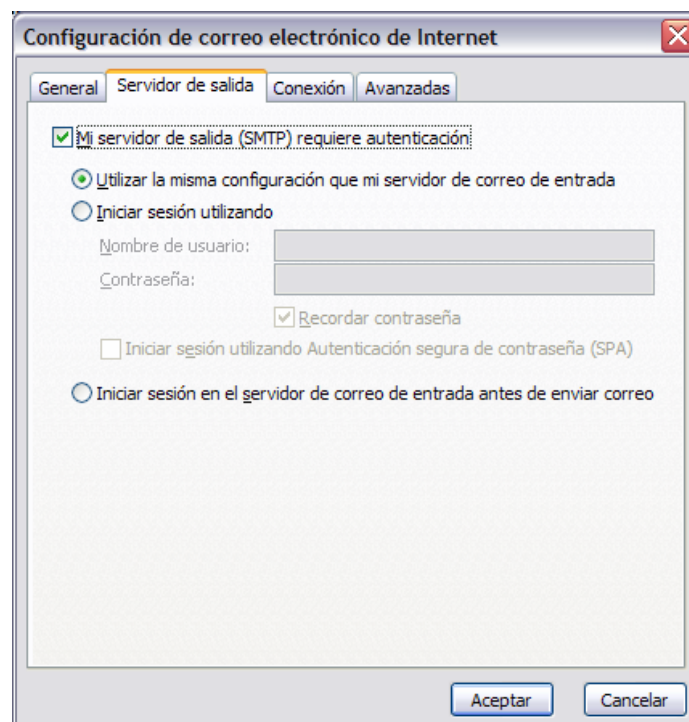 Configuración de correo electrónico de Internet
General Servidor de salida Conexión Avanzadas
Mi servidor de salida (SMTP) requiere autenticación
Utilizar la misma configuración que mi servidor de correo de entrada
Iniciar sesión utilizando
Nombre de usuario:
Contraseña:
Recordar contraseña
Iniciar sesión utilizando Autenticación segura de contraseña (SPA)
Iniciar sesión en el servidor de correo de entrada antes de enviar correo
Aceptar Cancelar